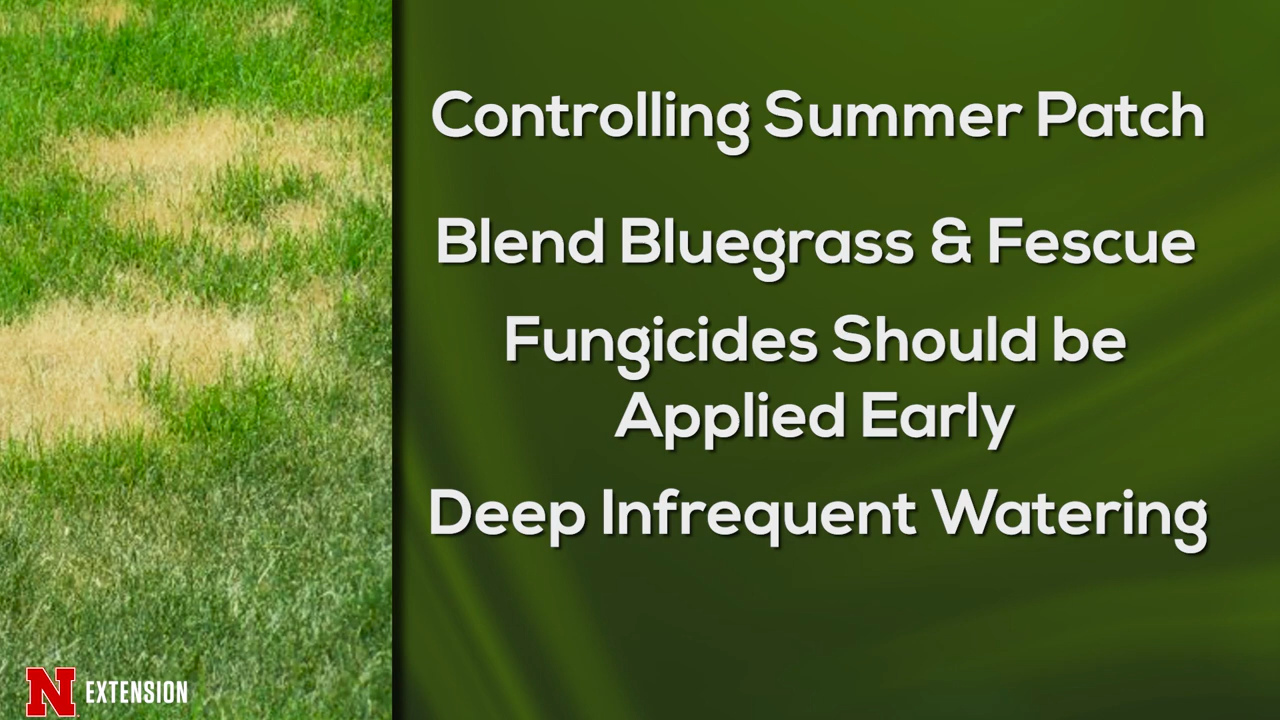 Controlling Summer Patch
Blend Bluegrass & Fescue
Fungicides Should be
Applied Early
Deep Infrequent Watering
N EXTENSION